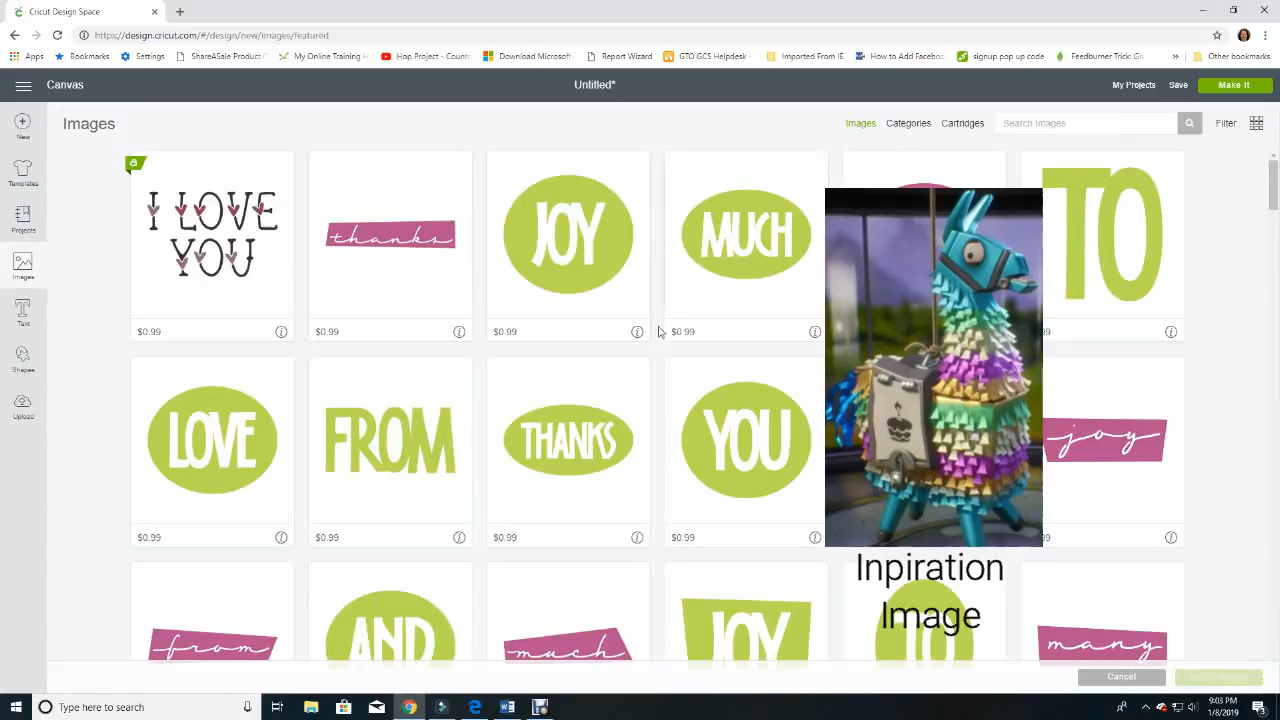 Cricut Design Space
https://design.cricut.com/#/design/new/images/featured
Apps
Bookmarks
Settings
ShareASale Product D
My Online Training H
Hop Project - Countr
Download Microsoft
Report Wizard
GTO GCS Helpdesk -
Imported From IE
How to Add Faceboc
signup pop up code
Feedburner Trick: Gi
Other bookmarks
Canvas
Untitled*
My Projects
Save
Make It
New
Templates
Projects
Images
Text
Shapes
Upload
Images
Images
Categories
Cartridges
Search Images
Filter
I LOVE
YOU
thanks
JOY
MUCH
TO
$0.99
$0.99
$0.99
$0.99
99
LOVE
FROM
THANKS
YOU
joy
$0.99
$0.99
$0.99
$0.99
99
Inpiration
Image
from
AND
much
JOY
TO
many
Cancel
Type here to search
9:03 PM
1/8/2019